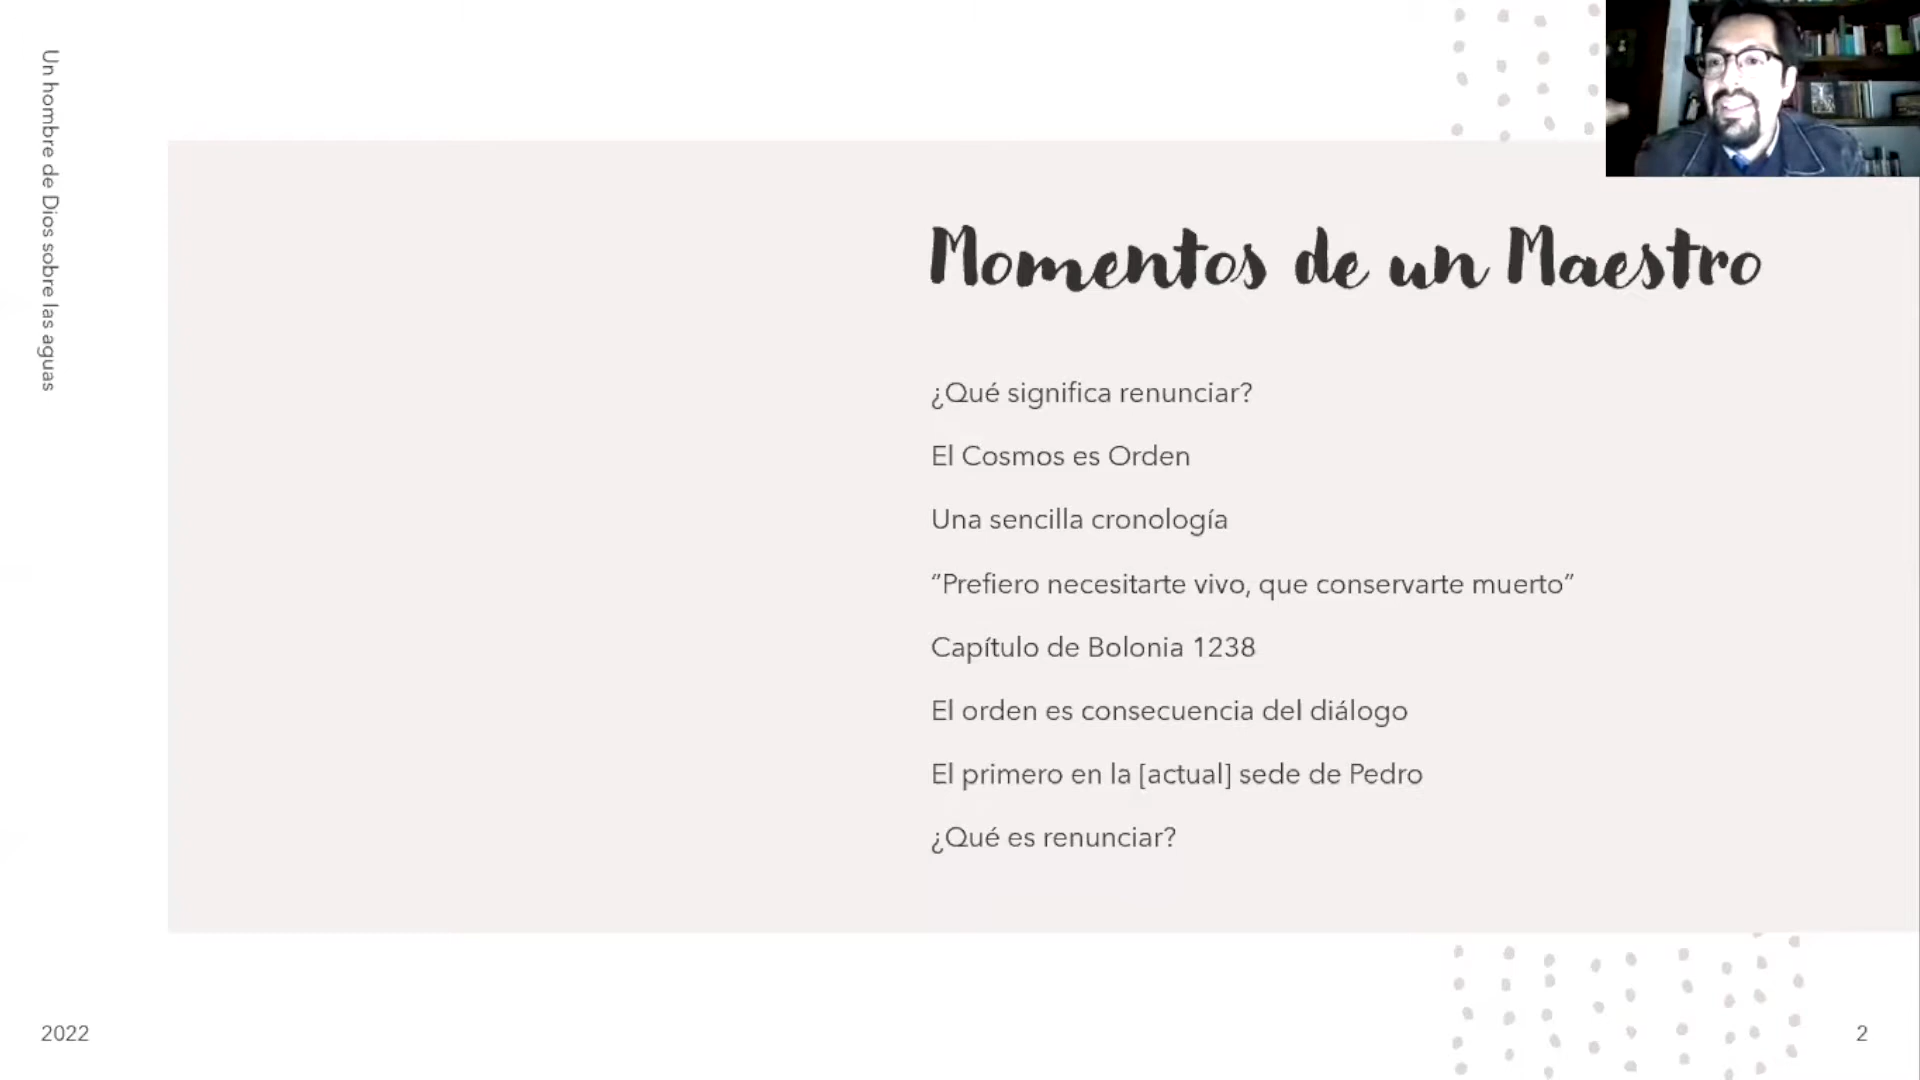 Un hombre de Dios sobre las aguas
Momentos de un Maestro
¿Qué significa renunciar?
El Cosmos es Orden
Una sencilla cronología
“Prefiero necesitarte vivo, que conservarte muerto”
Capítulo de Bolonia 1238
El orden es consecuencia del diálogo
El primero en la [actual] sede de Pedro
¿Qué es renunciar?
2022
2